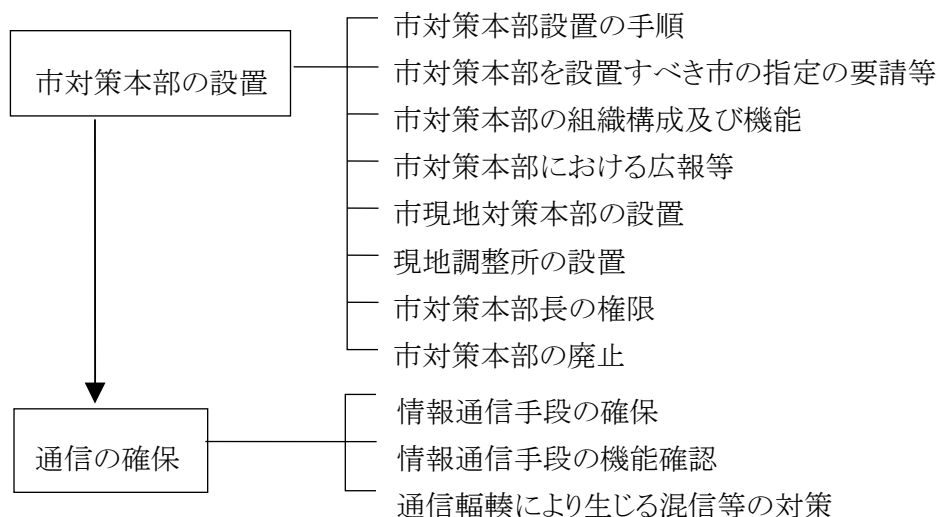 市対策本部の設置
市対策本部設置の手順
市対策本部を設置すべき市の指定の要請等
市対策本部の組織構成及び機能
市対策本部における広報等
市現地対策本部の設置
現地調整所の設置
市対策本部長の権限
市対策本部の廃止
通信の確保
情報通信手段の確保
情報通信手段の機能確認
通信輻輳により生じる混信等の対策